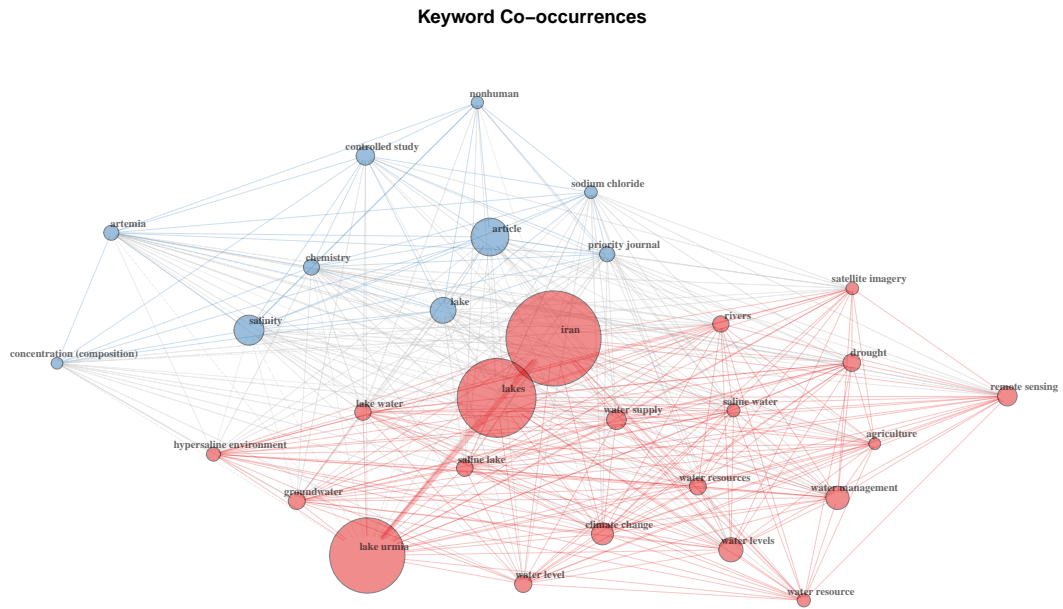 Keyword Co−occurrences
nonhuman
controlled study
sodium chloride
artemia
article
priority journal
chemistry
satellite imagery
lake
rivers
salinity
iran
concentration (composition)
drought
lakes
remote sensing
lake water
saline water
water supply
agriculture
hypersaline environment
saline lake
water resources
groundwater
water management
climate change
water levels
lake urmia
water level
water resource